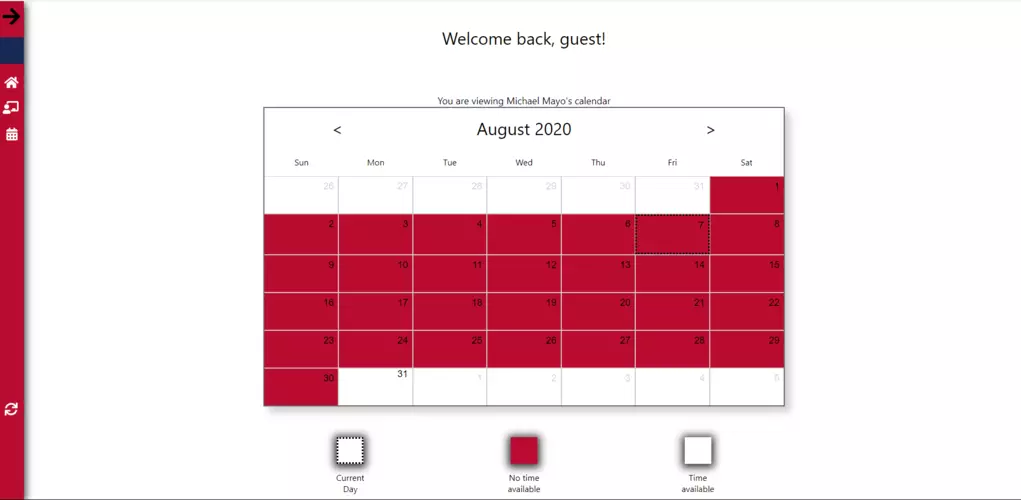 Welcome back, guest!
You are viewing Michael Mayo's calendar
< August 2020 >
Sun Mon Tue Wed Thu Fri Sat
26 27 28 29 30 31 1
2 3 4 5 6 7 8
9 10 11 12 13 14 15
16 17 18 19 20 21 22
23 24 25 26 27 28 29
30 31 1 2 3 4 5
Current Day
No time available
Time available